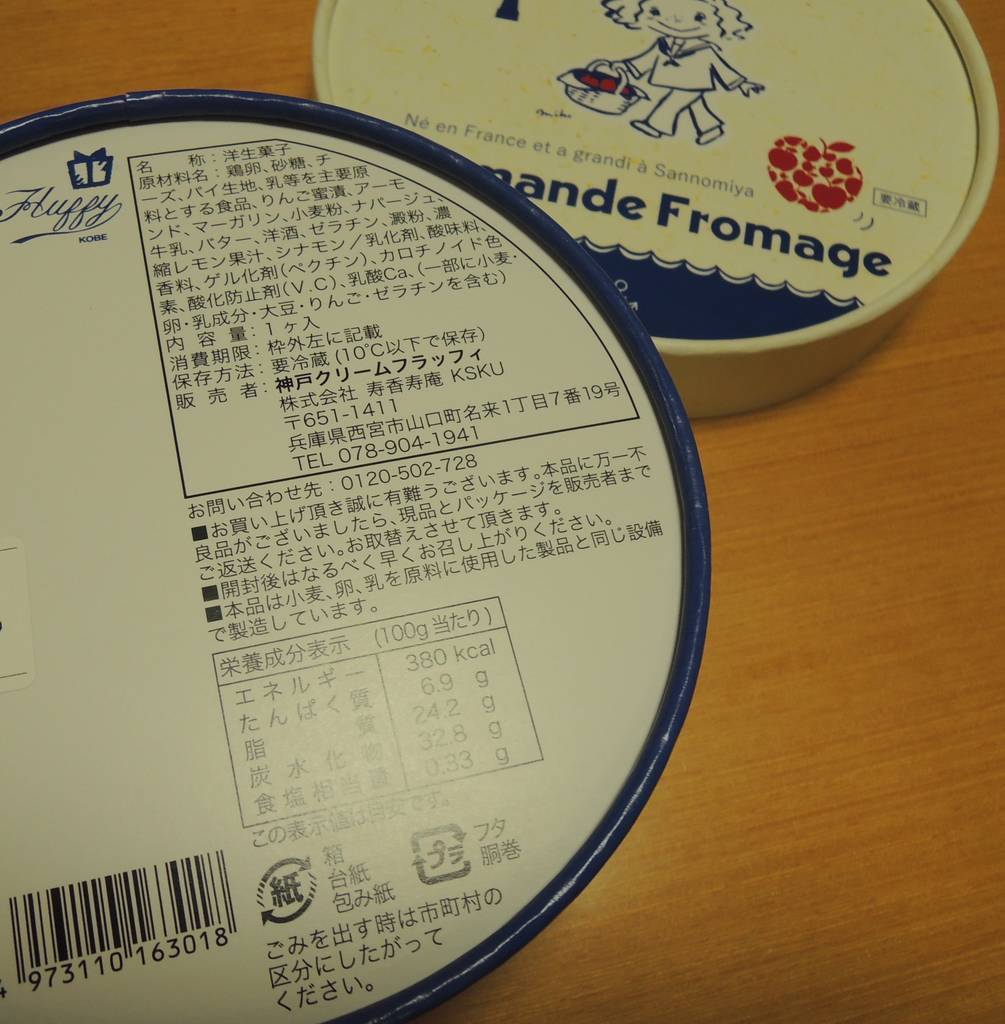 miho
Né en France et a grandi à Sannomiya
mande Fromage
要冷蔵
Fluffy
KOBE
名称：洋生菓子
原材料名：鶏卵、砂糖、チ
ーズ、パイ生地、乳等を主要原
料とする食品、りんご蜜漬、アーモ
ンド、マーガリン、小麦粉、ナパージュ、
牛乳、バター、洋酒、ゼラチン、澱粉、濃
縮レモン果汁、シナモン／乳化剤、酸味料、
香料、ゲル化剤(ペクチン)、カロチノイド色
素、酸化防止剤(V.C)、乳酸Ca、(一部に小麦・
卵・乳成分・大豆・りんご・ゼラチンを含む)
内容量：1ヶ入
消費期限：枠外左に記載
保存方法：要冷蔵(10℃以下で保存)
販売者：神戸クリームフラッフィ
株式会社 寿香寿庵 KSKU
〒651-1411
兵庫県西宮市山口町名来1丁目7番19号
TEL 078-904-1941
お問い合わせ先：0120-502-728
■お買い上げ頂き誠に有難うございます。本品に万一不
良品がございましたら、現品とパッケージを販売者まで
ご返送ください。お取替えさせて頂きます。
■開封後はなるべく早くお召し上がりください。
■本品は小麦、卵、乳を原料に使用した製品と同じ設備
で製造しています。
栄養成分表示 (100g当たり)
エネルギー 380 kcal
たんぱく質 6.9 g
脂質 24.2 g
炭水化物 32.8 g
食塩相当量 0.33 g
この表示値は目安です。
紙
箱
台紙
包み紙
プラ
フタ
胴巻
ごみを出す時は市町村の
区分にしたがって
ください。
4 973110 163018